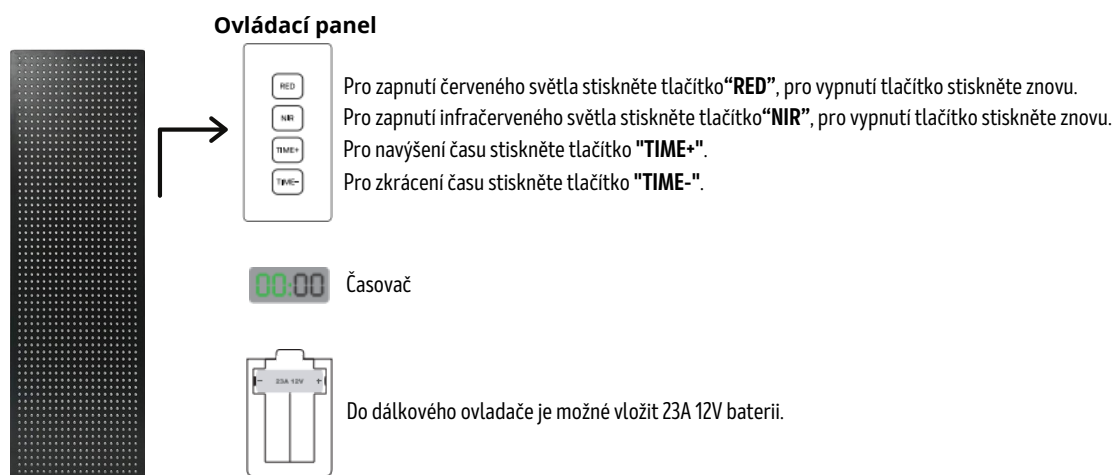 Ovládací panel
RED
Pro zapnutí červeného světla stiskněte tlačítko“RED”, pro vypnutí tlačítko stiskněte znovu.
NIR
Pro zapnutí infračerveného světla stiskněte tlačítko“NIR”, pro vypnutí tlačítko stiskněte znovu.
TIME+
Pro navýšení času stiskněte tlačítko "TIME+".
TIME-
Pro zkrácení času stiskněte tlačítko "TIME-".
00:00
Časovač
- 23A 12V +
Do dálkového ovladače je možné vložit 23A 12V baterii.